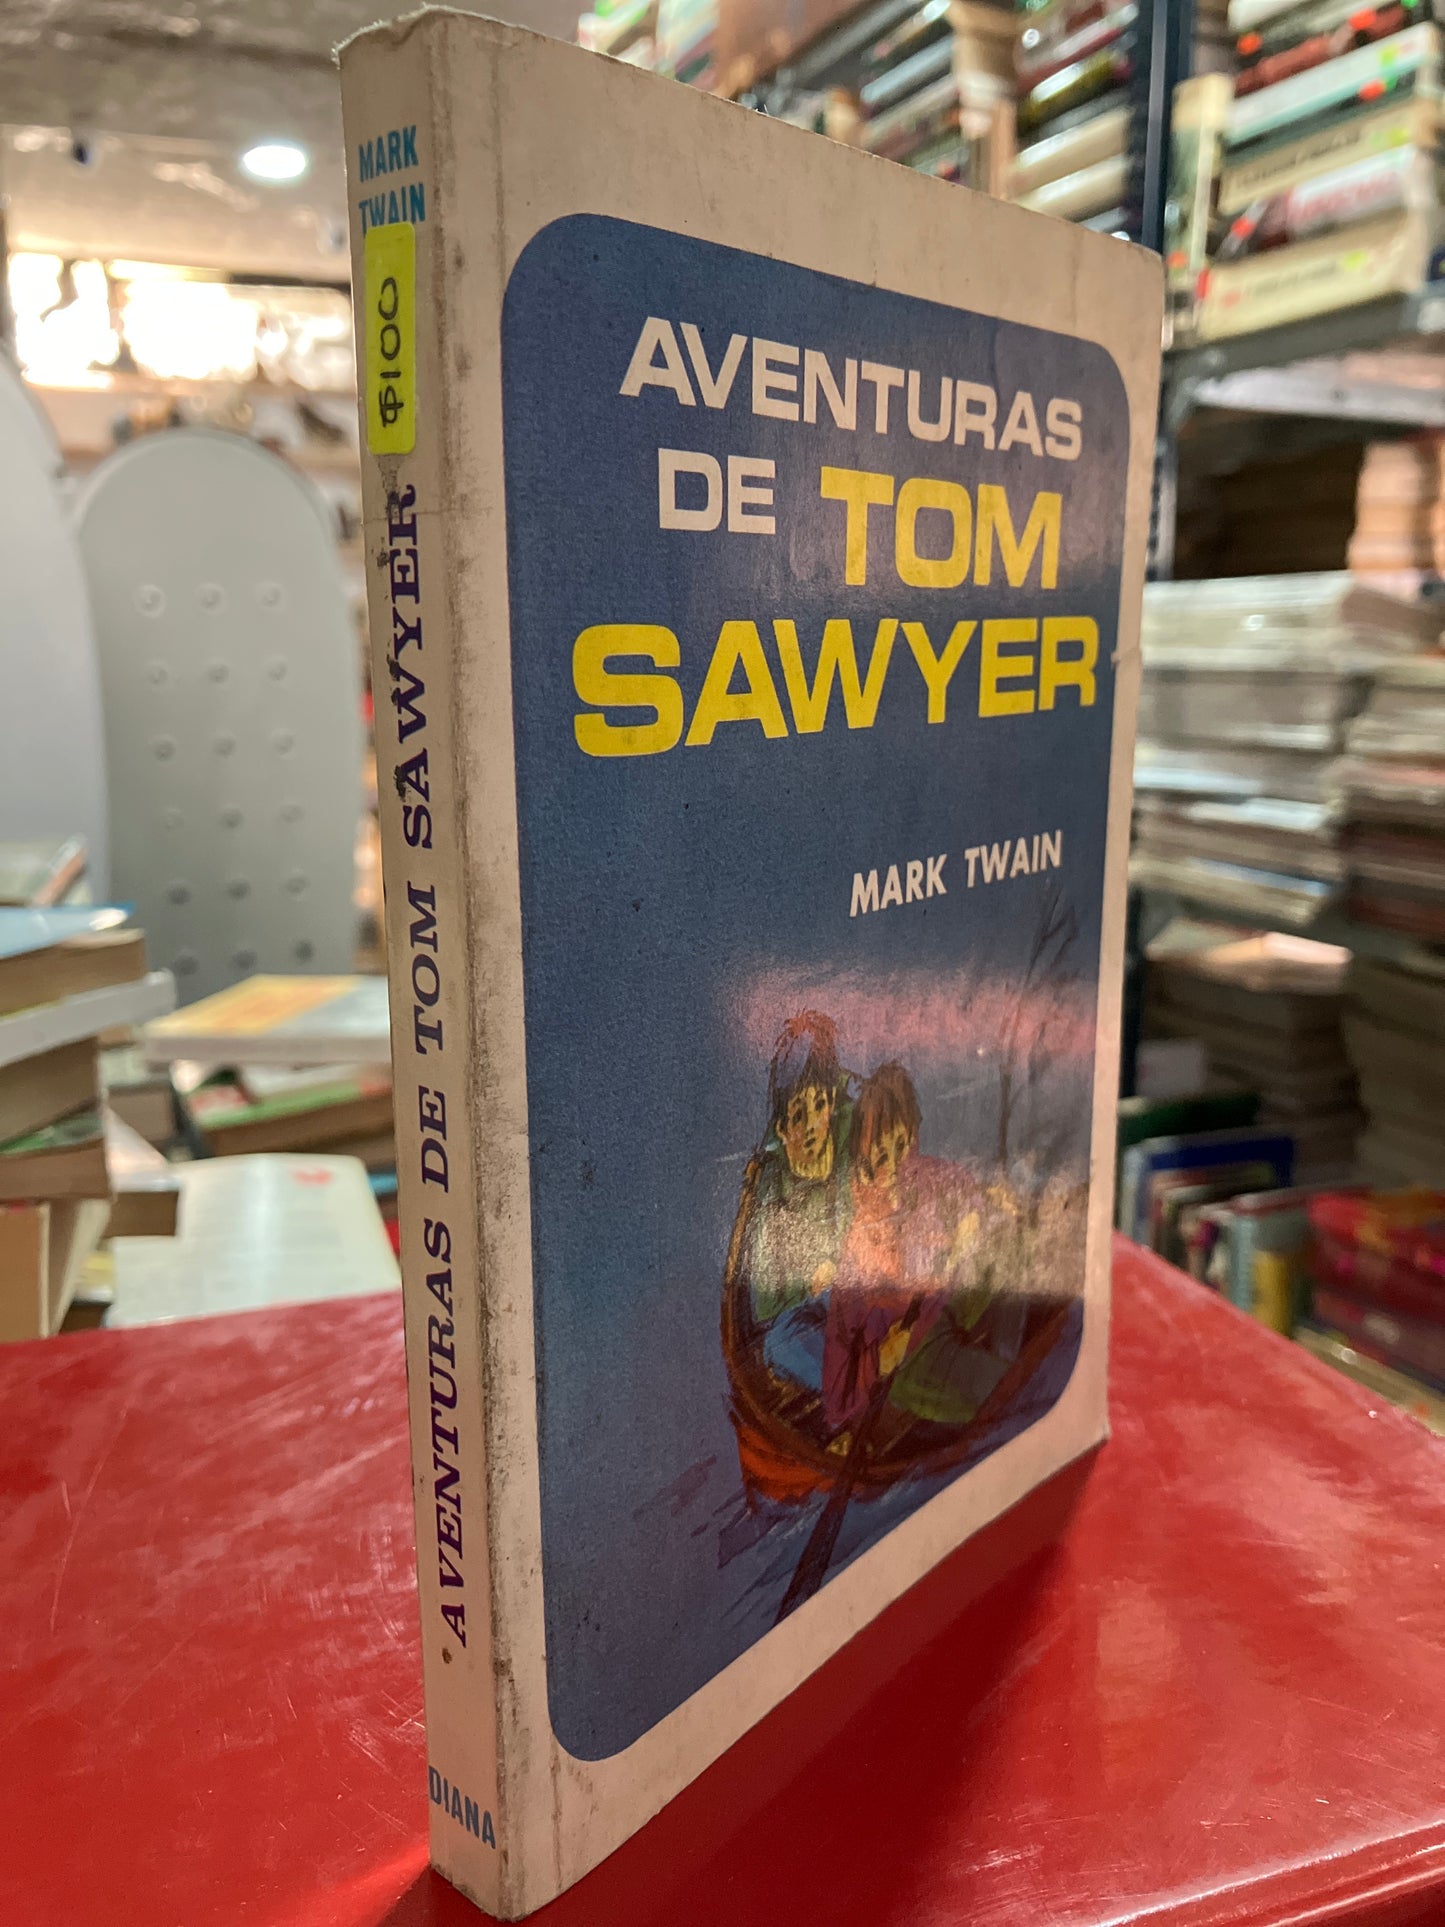 MARK
TWAIN
$100
AVENTURAS DE TOM SAWYER
DIANA
AVENTURAS
DE TOM
SAWYER
MARK TWAIN